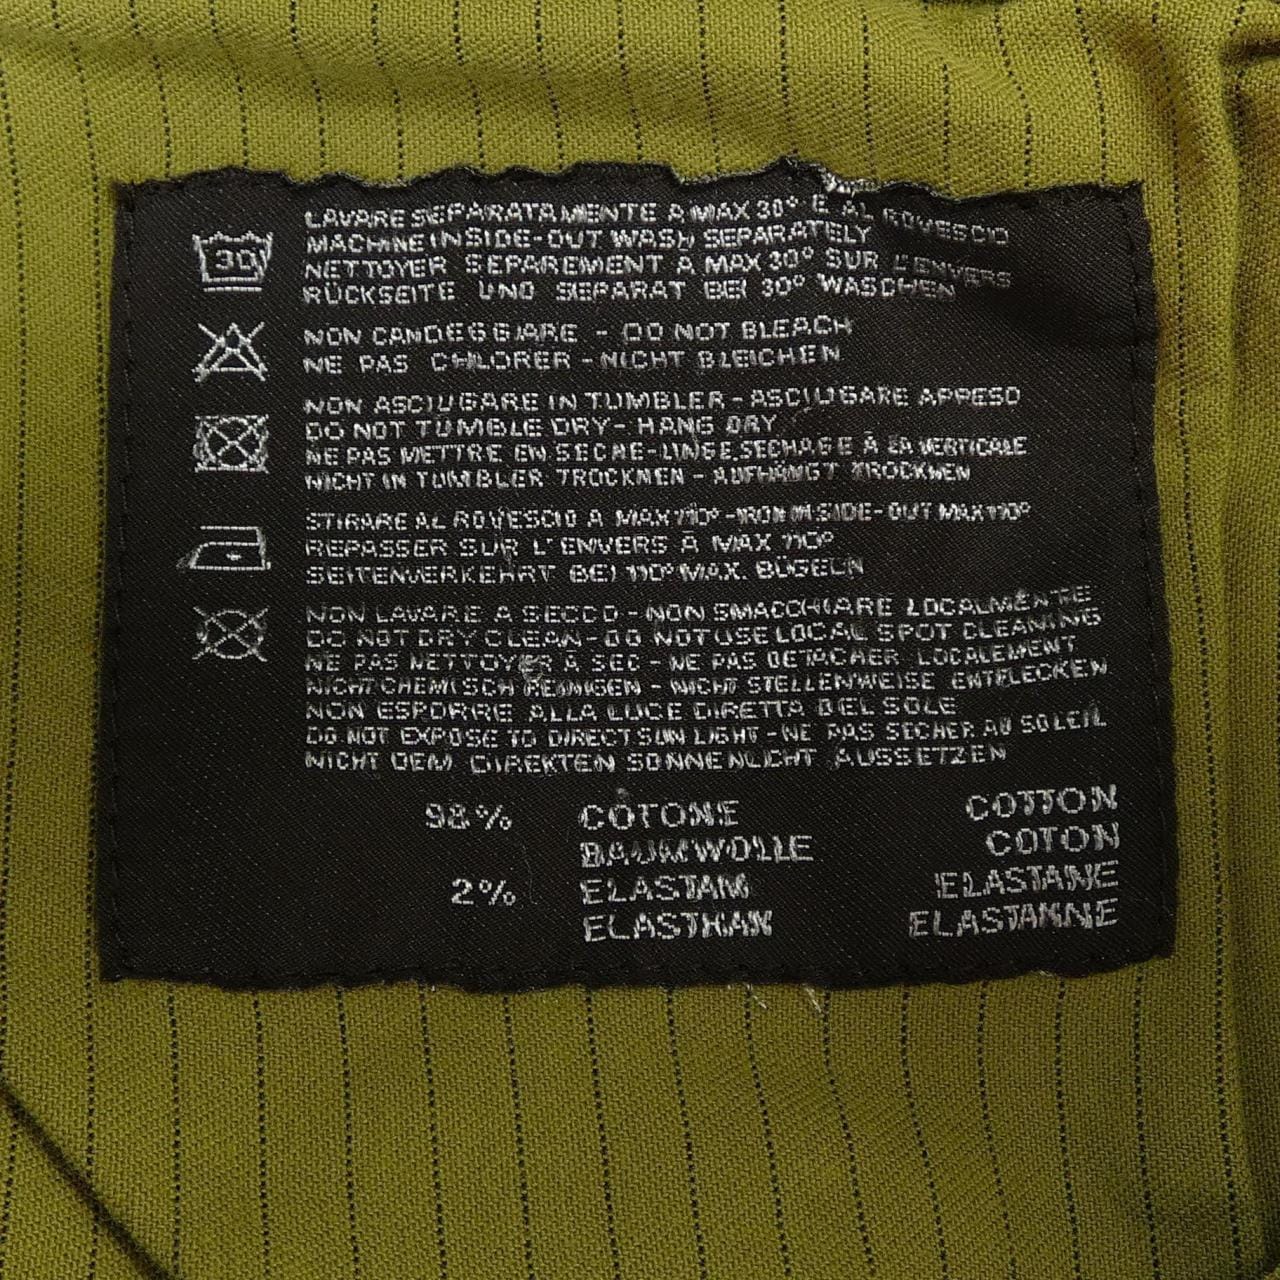 30
LAVARE SEPARATAMENTE A MAX 30° E AL ROVESCIO
MACHINE INSIDE-OUT WASH SEPARATELY
NETTOYER SEPAREMENT A MAX 30° SUR L'ENVERS
RÜCKSEITE UND SEPARAT BEI 30° WASCHEN
NON CANDEGGIARE - DO NOT BLEACH
NE PAS CHLORER - NICHT BLEICHEN
NON ASCIUGARE IN TUMBLER - ASCIUGARE APPESO
DO NOT TUMBLE DRY - HANG DRY
NE PAS METTRE EN SECHE-LINGE SECHAGE À LA VERTICALE
NICHT IN TUMBLER TROCKNEN - AUFHÄNGT TROCKNEN
STIRARE AL ROVESCIO A MAX 110° - IRON INSIDE-OUT MAX 110°
REPASSER SUR L'ENVERS À MAX 110°
SEITENVERKEHRT BEI 110° MAX. BÜGELN
NON LAVARE A SECCO - NON SMACCHIARE LOCALMENTE
DO NOT DRY CLEAN - DO NOT USE LOCAL SPOT CLEANING
NE PAS NETTOYER À SEC - NE PAS DETACHER LOCALEMENT
NICHT CHEMISCH REINIGEN - NICHT STELLENWEISE ENTFLECKEN
NON ESPORRE ALLA LUCE DIRETTA DEL SOLE
DO NOT EXPOSE TO DIRECT SUN LIGHT - NE PAS SECHER AU SOLEIL
NICHT DEM DIREKTEN SONNENLICHT AUSSETZEN
98% COTONE COTTON
BAUMWOLLE COTON
2% ELASTAM ELASTANE
ELASTHAN ELASTANNE